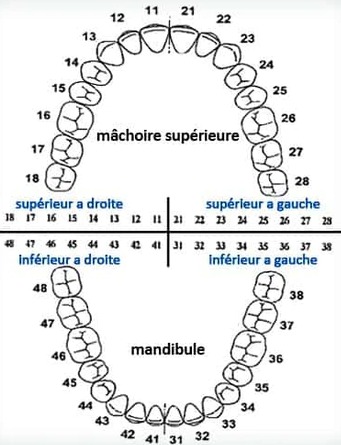 11 21
12 22
13 23
14 24
15 25
16 26
mâchoire supérieure
17 27
18 28
supérieur a droite supérieur a gauche
18 17 16 15 14 13 12 11 21 22 23 24 25 26 27 28
48 47 46 45 44 43 42 41 31 32 33 34 35 36 37 38
inférieur a droite inférieur a gauche
48 38
47 37
46 mandibule 36
45 35
44 34
43 33
42 41 31 32